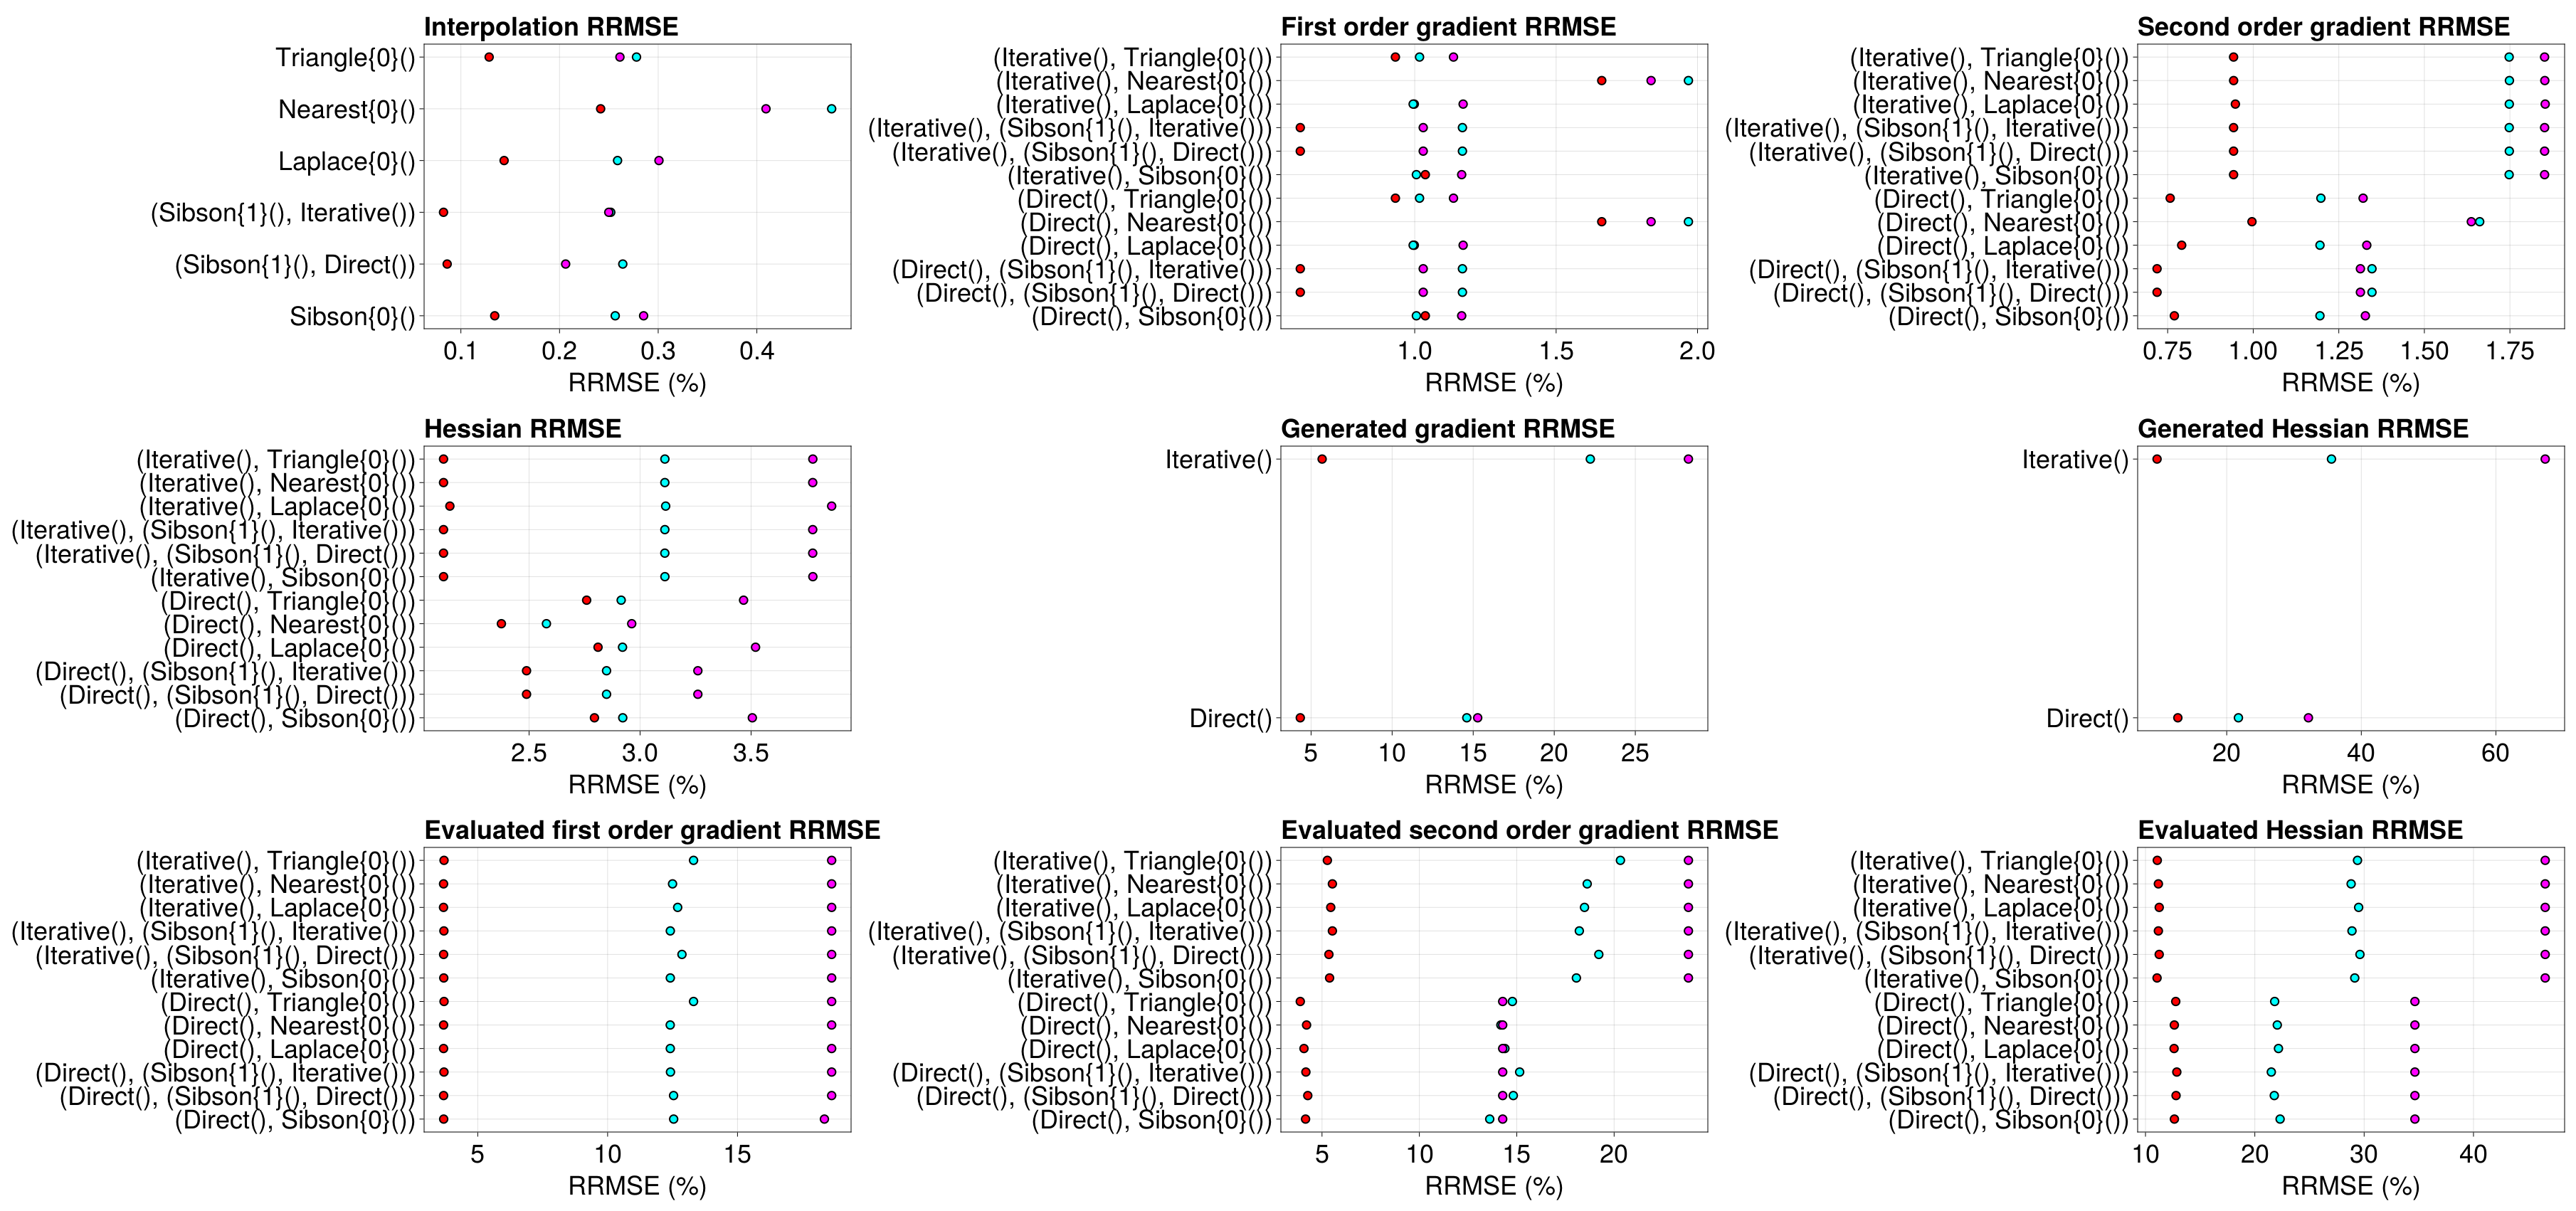 Interpolation RRMSE
Triangle{0}()
Nearest{0}()
Laplace{0}()
(Sibson{1}(), Iterative())
(Sibson{1}(), Direct())
Sibson{0}()
0.1 0.2 0.3 0.4
RRMSE (%)
First order gradient RRMSE
(Iterative(), Triangle{0}())
(Iterative(), Nearest{0}())
(Iterative(), Laplace{0}())
(Iterative(), (Sibson{1}(), Iterative()))
(Iterative(), (Sibson{1}(), Direct()))
(Iterative(), Sibson{0}())
(Direct(), Triangle{0}())
(Direct(), Nearest{0}())
(Direct(), Laplace{0}())
(Direct(), (Sibson{1}(), Iterative()))
(Direct(), (Sibson{1}(), Direct()))
(Direct(), Sibson{0}())
1.0 1.5 2.0
RRMSE (%)
Second order gradient RRMSE
(Iterative(), Triangle{0}())
(Iterative(), Nearest{0}())
(Iterative(), Laplace{0}())
(Iterative(), (Sibson{1}(), Iterative()))
(Iterative(), (Sibson{1}(), Direct()))
(Iterative(), Sibson{0}())
(Direct(), Triangle{0}())
(Direct(), Nearest{0}())
(Direct(), Laplace{0}())
(Direct(), (Sibson{1}(), Iterative()))
(Direct(), (Sibson{1}(), Direct()))
(Direct(), Sibson{0}())
0.75 1.00 1.25 1.50 1.75
RRMSE (%)
Hessian RRMSE
(Iterative(), Triangle{0}())
(Iterative(), Nearest{0}())
(Iterative(), Laplace{0}())
(Iterative(), (Sibson{1}(), Iterative()))
(Iterative(), (Sibson{1}(), Direct()))
(Iterative(), Sibson{0}())
(Direct(), Triangle{0}())
(Direct(), Nearest{0}())
(Direct(), Laplace{0}())
(Direct(), (Sibson{1}(), Iterative()))
(Direct(), (Sibson{1}(), Direct()))
(Direct(), Sibson{0}())
2.5 3.0 3.5
RRMSE (%)
Generated gradient RRMSE
Iterative()
Direct()
5 10 15 20 25
RRMSE (%)
Generated Hessian RRMSE
Iterative()
Direct()
20 40 60
RRMSE (%)
Evaluated first order gradient RRMSE
(Iterative(), Triangle{0}())
(Iterative(), Nearest{0}())
(Iterative(), Laplace{0}())
(Iterative(), (Sibson{1}(), Iterative()))
(Iterative(), (Sibson{1}(), Direct()))
(Iterative(), Sibson{0}())
(Direct(), Triangle{0}())
(Direct(), Nearest{0}())
(Direct(), Laplace{0}())
(Direct(), (Sibson{1}(), Iterative()))
(Direct(), (Sibson{1}(), Direct()))
(Direct(), Sibson{0}())
5 10 15
RRMSE (%)
Evaluated second order gradient RRMSE
(Iterative(), Triangle{0}())
(Iterative(), Nearest{0}())
(Iterative(), Laplace{0}())
(Iterative(), (Sibson{1}(), Iterative()))
(Iterative(), (Sibson{1}(), Direct()))
(Iterative(), Sibson{0}())
(Direct(), Triangle{0}())
(Direct(), Nearest{0}())
(Direct(), Laplace{0}())
(Direct(), (Sibson{1}(), Iterative()))
(Direct(), (Sibson{1}(), Direct()))
(Direct(), Sibson{0}())
5 10 15 20
RRMSE (%)
Evaluated Hessian RRMSE
(Iterative(), Triangle{0}())
(Iterative(), Nearest{0}())
(Iterative(), Laplace{0}())
(Iterative(), (Sibson{1}(), Iterative()))
(Iterative(), (Sibson{1}(), Direct()))
(Iterative(), Sibson{0}())
(Direct(), Triangle{0}())
(Direct(), Nearest{0}())
(Direct(), Laplace{0}())
(Direct(), (Sibson{1}(), Iterative()))
(Direct(), (Sibson{1}(), Direct()))
(Direct(), Sibson{0}())
10 20 30 40
RRMSE (%)